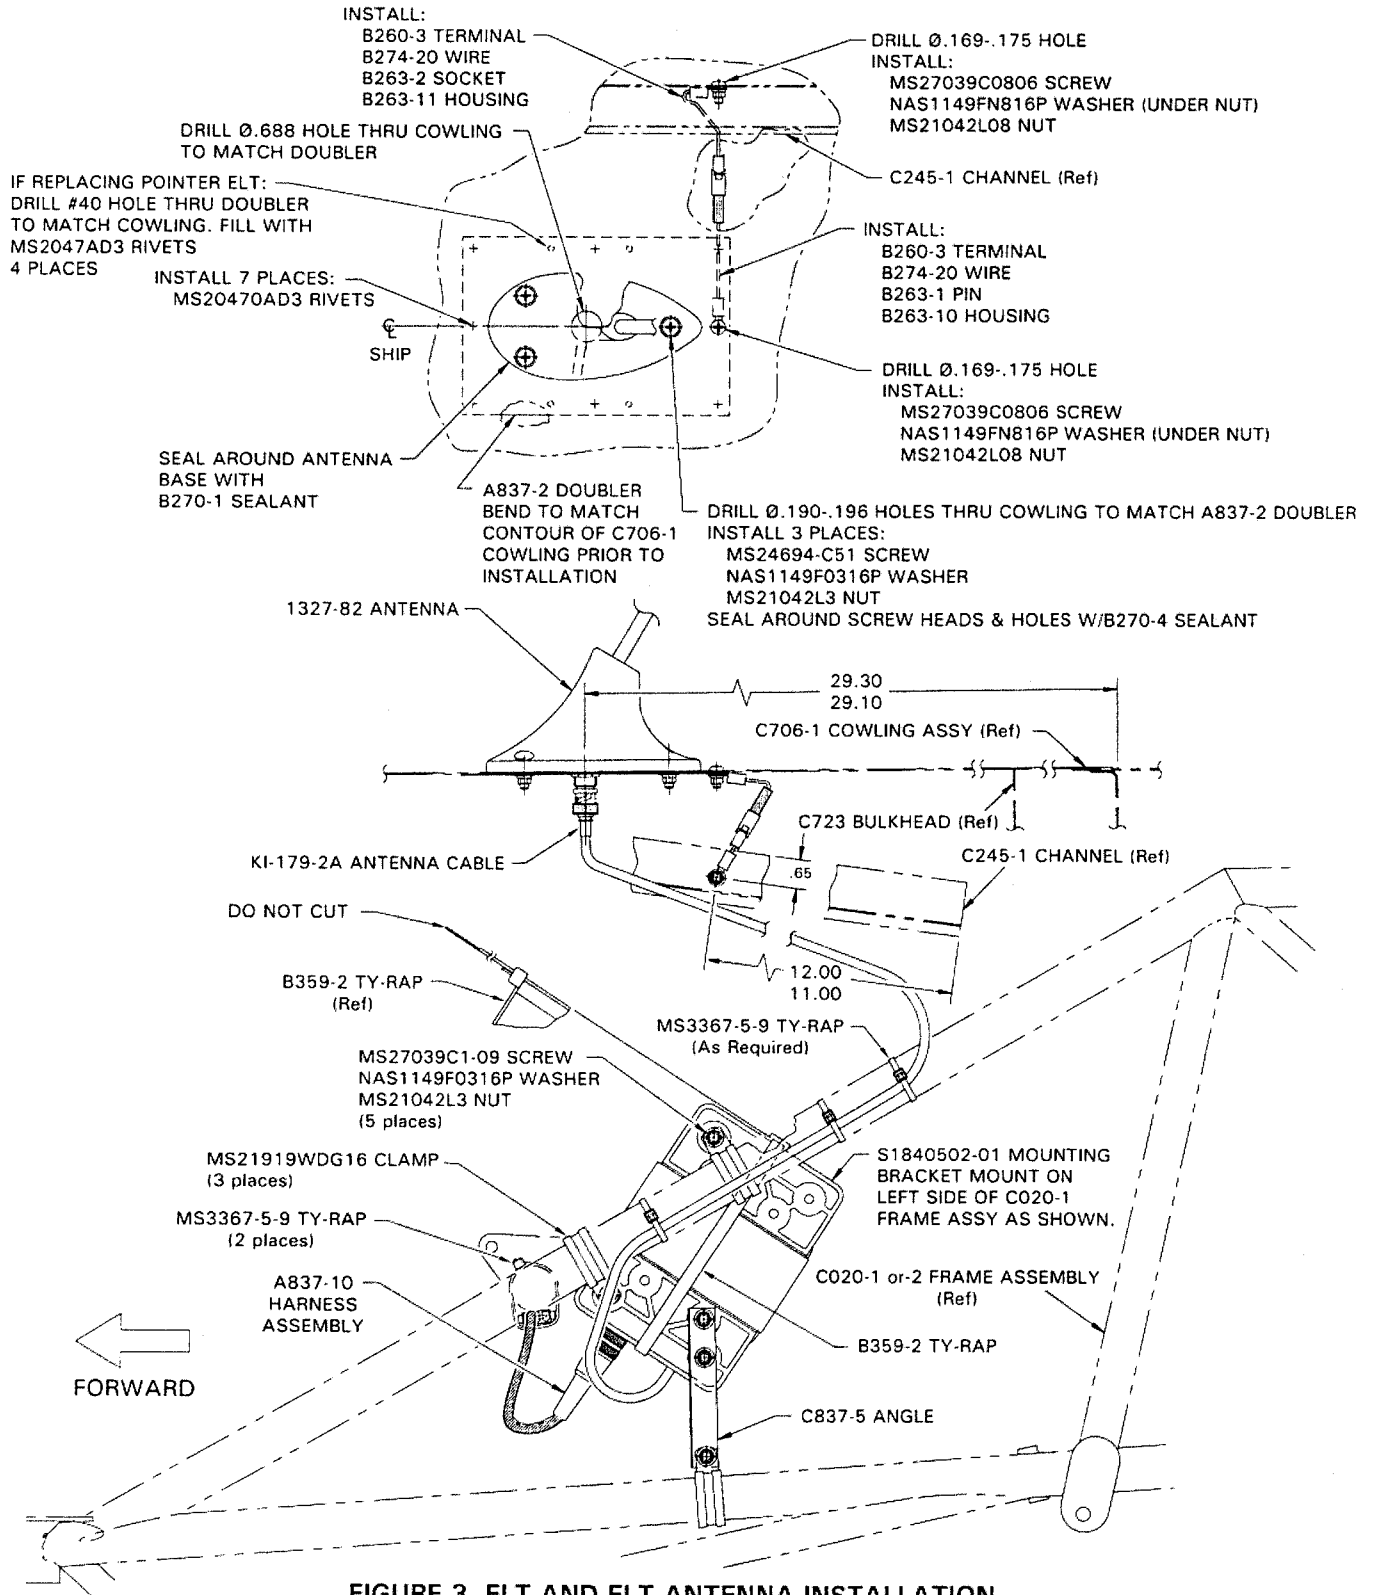 INSTALL:
B260-3 TERMINAL
B274-20 WIRE
B263-2 SOCKET
B263-11 HOUSING
DRILL Ø.169-.175 HOLE
INSTALL:
MS27039C0806 SCREW
NAS1149FN816P WASHER (UNDER NUT)
MS21042L08 NUT
DRILL Ø.688 HOLE THRU COWLING
TO MATCH DOUBLER
C245-1 CHANNEL (Ref)
IF REPLACING POINTER ELT:
DRILL #40 HOLE THRU DOUBLER
TO MATCH COWLING. FILL WITH
MS2047AD3 RIVETS
4 PLACES
INSTALL:
B260-3 TERMINAL
B274-20 WIRE
B263-1 PIN
B263-10 HOUSING
INSTALL 7 PLACES:
MS20470AD3 RIVETS
SHIP
DRILL Ø.169-.175 HOLE
INSTALL:
MS27039C0806 SCREW
NAS1149FN816P WASHER (UNDER NUT)
MS21042L08 NUT
SEAL AROUND ANTENNA
BASE WITH
B270-1 SEALANT
A837-2 DOUBLER
BEND TO MATCH
CONTOUR OF C706-1
COWLING PRIOR TO
INSTALLATION
DRILL Ø.190-.196 HOLES THRU COWLING TO MATCH A837-2 DOUBLER
INSTALL 3 PLACES:
MS24694-C51 SCREW
NAS1149F0316P WASHER
MS21042L3 NUT
SEAL AROUND SCREW HEADS & HOLES W/B270-4 SEALANT
1327-82 ANTENNA
29.30
29.10
C706-1 COWLING ASSY (Ref)
C723 BULKHEAD (Ref)
C245-1 CHANNEL (Ref)
KI-179-2A ANTENNA CABLE
.65
DO NOT CUT
B359-2 TY-RAP
(Ref)
12.00
11.00
MS3367-5-9 TY-RAP
(As Required)
MS27039C1-09 SCREW
NAS1149F0316P WASHER
MS21042L3 NUT
(5 places)
MS21919WDG16 CLAMP
(3 places)
S1840502-01 MOUNTING
BRACKET MOUNT ON
LEFT SIDE OF C020-1
FRAME ASSY AS SHOWN.
MS3367-5-9 TY-RAP
(2 places)
A837-10
HARNESS
ASSEMBLY
C020-1 or-2 FRAME ASSEMBLY
(Ref)
B359-2 TY-RAP
FORWARD
C837-5 ANGLE
FIGURE 3. ELT AND ELT ANTENNA INSTALLATION